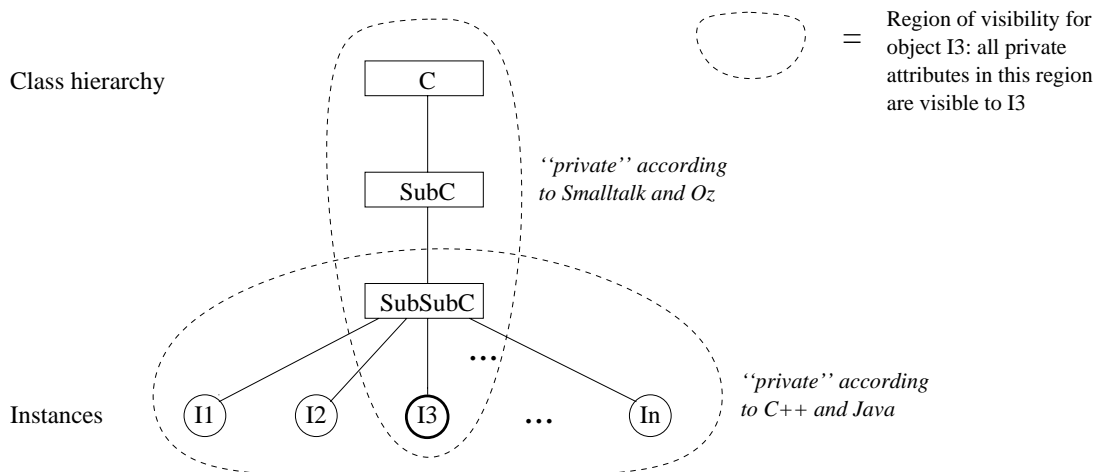 Region of visibility for
object I3: all private
attributes in this region
are visible to I3
=
Class hierarchy
C
‘‘private’’ according
to Smalltalk and Oz
SubC
SubSubC
...
‘‘private’’ according
to C++ and Java
Instances
I1
I2
I3
...
In